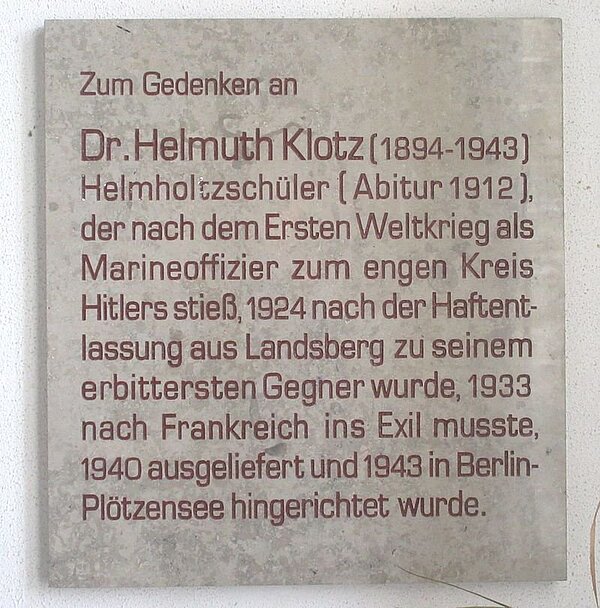 Zum Gedenken an
Dr. Helmuth Klotz (1894-1943)
Helmholtzschüler (Abitur 1912),
der nach dem Ersten Weltkrieg als
Marineoffizier zum engen Kreis
Hitlers stieß, 1924 nach der Haftent-
lassung aus Landsberg zu seinem
erbittersten Gegner wurde, 1933
nach Frankreich ins Exil musste,
1940 ausgeliefert und 1943 in Berlin-
Plötzensee hingerichtet wurde.